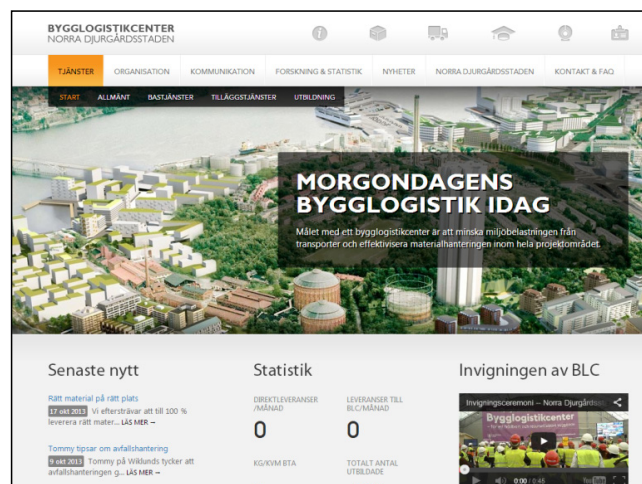 BYGGLOGISTIKCENTER
NORRA DJURGÅRDSSTADEN
TJÄNSTER ORGANISATION KOMMUNIKATION FORSKNING & STATISTIK NYHETER NORRA DJURGÅRDSSTADEN KONTAKT & FAQ
START ALLMÄNT BASTJÄNSTER TILLÄGGSTJÄNSTER UTBILDNING
MORGONDAGENS
BYGGLOGISTIK IDAG
Målet med ett bygglogistikcenter är att minska miljöbelastningen från
transporter och effektivisera materialhanteringen inom hela projektområdet.
Senaste nytt
Rätt material på rätt plats
17 okt 2013 Vi eftersträvar att till 100 %
leverera rätt mater... LÄS MER →
Tommy tipsar om avfallshantering
9 okt 2013 Tommy på Wiklunds tycker att
avfallshanteringen g... LÄS MER →
Statistik
DIREKTLEVERANSER
/MÅNAD
0
LEVERANSER TILL
BLC/MÅNAD
0
KG/KVM BTA
TOTALT ANTAL
UTBILDADE
Invigningen av BLC
Invigningsceremoni – Norra Djurgårdss
Bygglogistikcenter
0:00 / 0:46